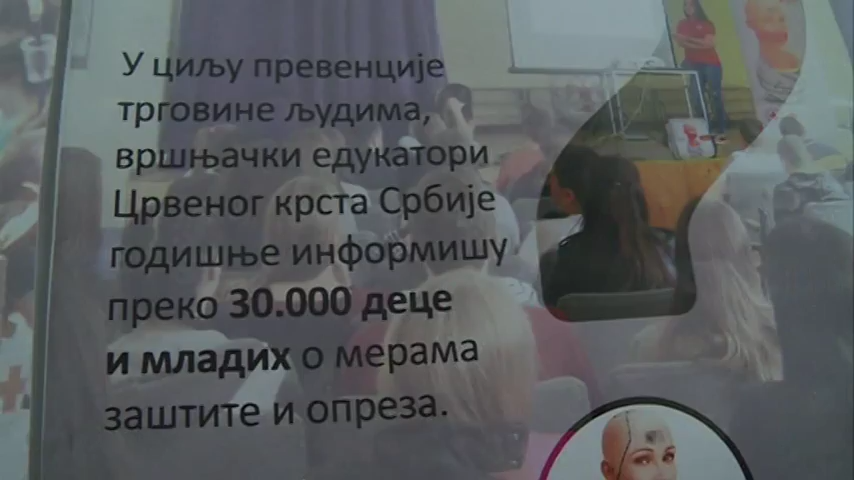 У циљу превенције
трговине људима,
вршњачки едукатори
Црвеног крста Србије
годишње информишу
преко 30.000 деце
и младих о мерама
заштите и опреза.